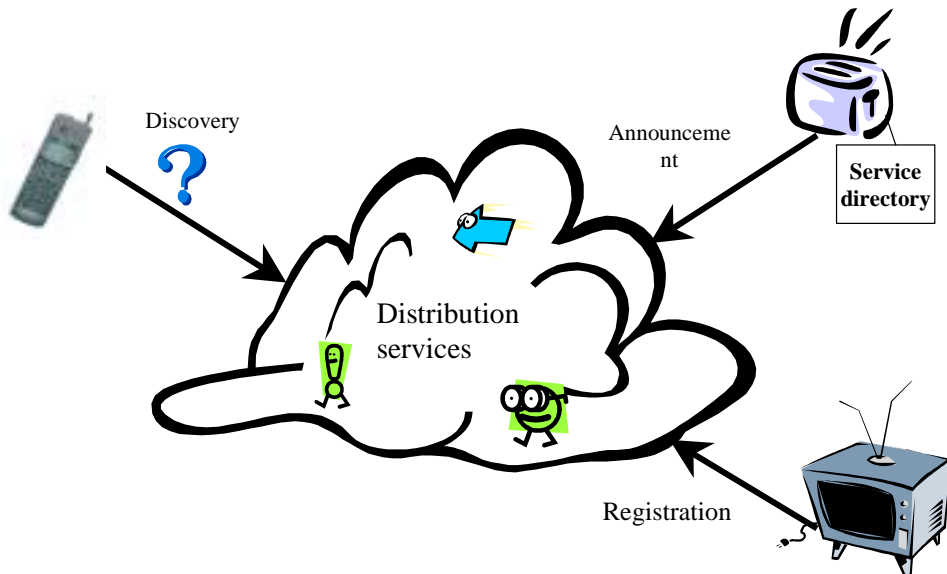 Discovery
Announceme
nt
Service
directory
Distribution
services
Registration